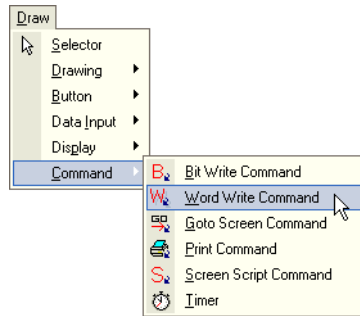 Draw
Selector
Drawing
Button
Data Input
Display
Command
Bit Write Command
Word Write Command
Goto Screen Command
Print Command
Screen Script Command
Timer